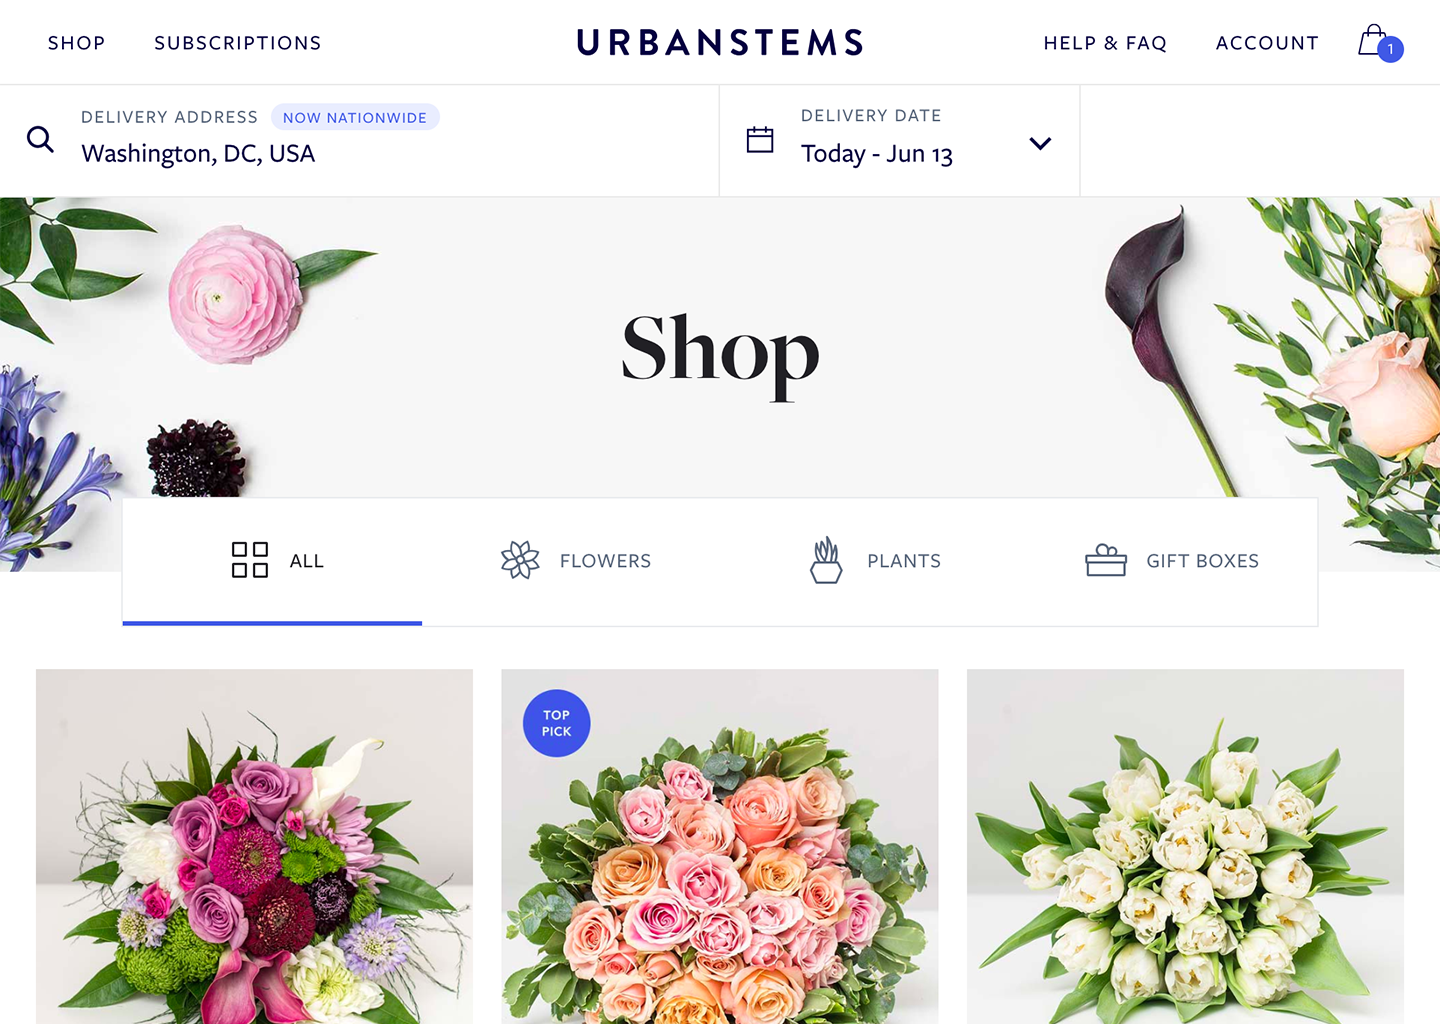 SHOP
SUBSCRIPTIONS
URBANSTEMS
HELP & FAQ
ACCOUNT
1
DELIVERY ADDRESS
NOW NATIONWIDE
Washington, DC, USA
DELIVERY DATE
Today - Jun 13
Shop
ALL
FLOWERS
PLANTS
GIFT BOXES
TOP
PICK